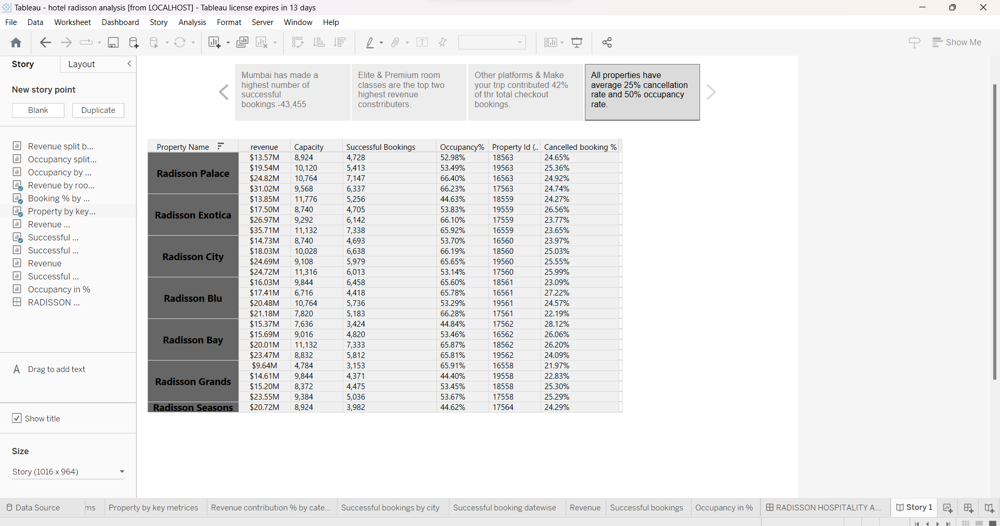 Tableau - hotel radisson analysis [from LOCALHOST] - Tableau license expires in 13 days
File Data Worksheet Dashboard Story Analysis Format Server Window Help
Show Me
Story Layout
New story point
Blank Duplicate
Revenue split b...
Occupancy split...
Occupancy by ...
Revenue by roo...
Booking % by ...
Property by key...
Revenue ...
Successful ...
Successful ...
Revenue
Successful ...
Occupancy in %
RADISSON ...
Drag to add text
Show title
Size
Story (1016 x 964)
Mumbai has made a
highest number of
successful
bookings.-43,455
Elite & Premium room
classes are the top two
highest revenue
constrributers.
Other platforms & Make
your trip contributed 42%
of thr total checkout
bookings.
All properties have
average 25% cancellation
rate and 50% occupancy
rate.
Property Name revenue Capacity Successful Bookings Occupancy% Property Id (.. Cancelled booking %
Radisson Palace
$13.57M 8,924 4,728 52.98% 18563 24.65%
$19.54M 10,120 5,413 53.49% 19563 25.36%
$24.82M 10,764 7,147 66.40% 16563 24.92%
$31.02M 9,568 6,337 66.23% 17563 24.74%
Radisson Exotica
$13.85M 11,776 5,256 44.63% 18559 24.27%
$17.50M 8,740 4,705 53.83% 19559 26.56%
$26.97M 9,292 6,142 66.10% 17559 23.77%
$35.71M 11,132 7,338 65.92% 16559 23.65%
Radisson City
$14.73M 8,740 4,693 53.70% 16560 23.97%
$18.03M 10,028 6,638 66.19% 18560 25.03%
$24.69M 9,108 5,979 65.65% 19560 25.55%
$24.72M 11,316 6,013 53.14% 17560 25.99%
Radisson Blu
$16.03M 9,844 6,458 65.60% 18561 23.09%
$17.41M 6,716 4,418 65.78% 16561 27.22%
$20.48M 10,764 5,736 53.29% 19561 24.57%
$21.18M 7,820 5,183 66.28% 17561 22.19%
Radisson Bay
$15.37M 7,636 3,424 44.84% 17562 28.12%
$15.69M 9,016 4,820 53.46% 16562 26.06%
$20.01M 11,132 7,333 65.87% 18562 26.20%
$23.47M 8,832 5,812 65.81% 19562 24.09%
Radisson Grands
$9.64M 4,784 3,153 65.91% 16558 21.97%
$14.61M 9,844 4,371 44.40% 19558 22.83%
$15.20M 8,372 4,475 53.45% 18558 25.30%
$23.55M 9,384 5,036 53.67% 17558 25.29%
Radisson Seasons
$20.72M 8,924 3,982 44.62% 17564 24.29%
Data Source ms Property by key metrices Revenue contribution % by cate... Successful bookings by city Successful booking datewise Revenue Successful bookings Occupancy in % RADISSON HOSPITALITY A... Story 1